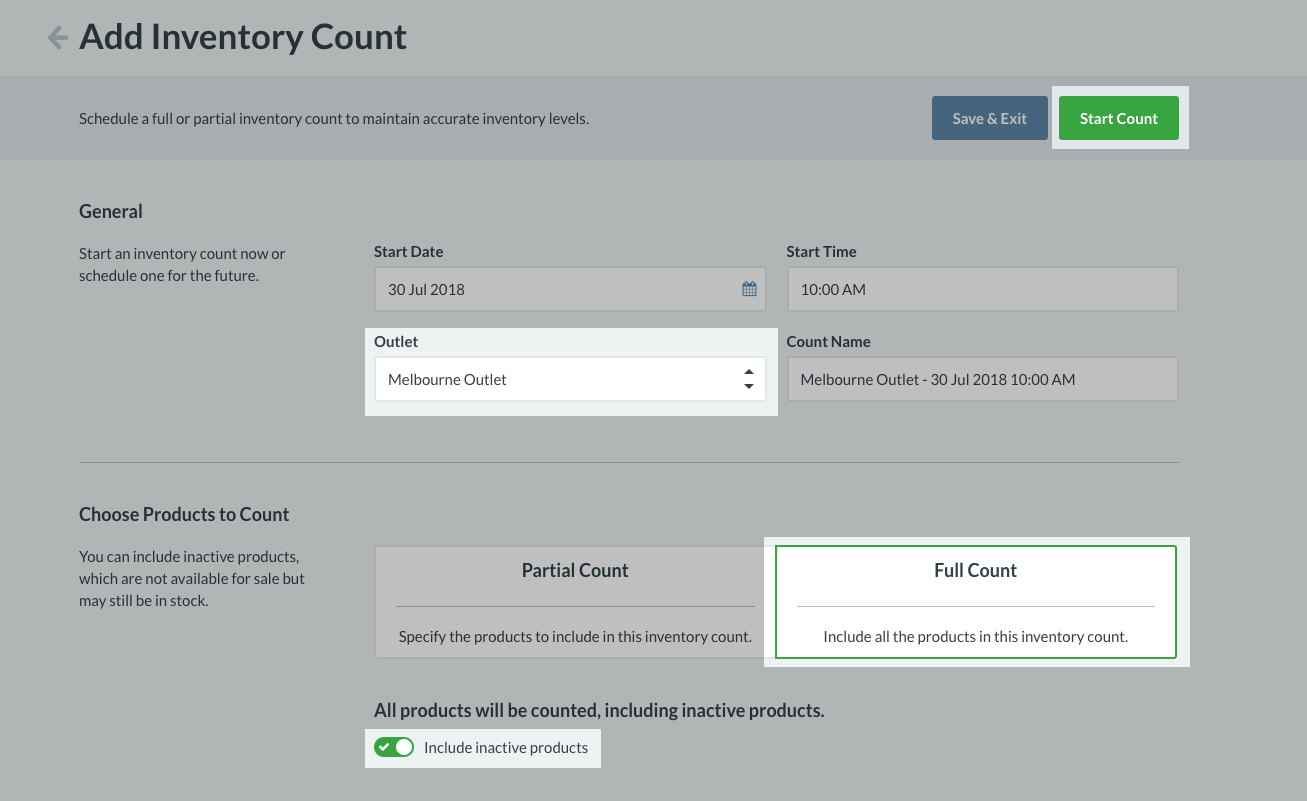 Add Inventory Count
Schedule a full or partial inventory count to maintain accurate inventory levels.
Save & Exit
Start Count
General
Start an inventory count now or
schedule one for the future.
Start Date
30 Jul 2018
Start Time
10:00 AM
Outlet
Melbourne Outlet
Count Name
Melbourne Outlet - 30 Jul 2018 10:00 AM
Choose Products to Count
You can include inactive products,
which are not available for sale but
may still be in stock.
Partial Count
Specify the products to include in this inventory count.
Full Count
Include all the products in this inventory count.
All products will be counted, including inactive products.
Include inactive products